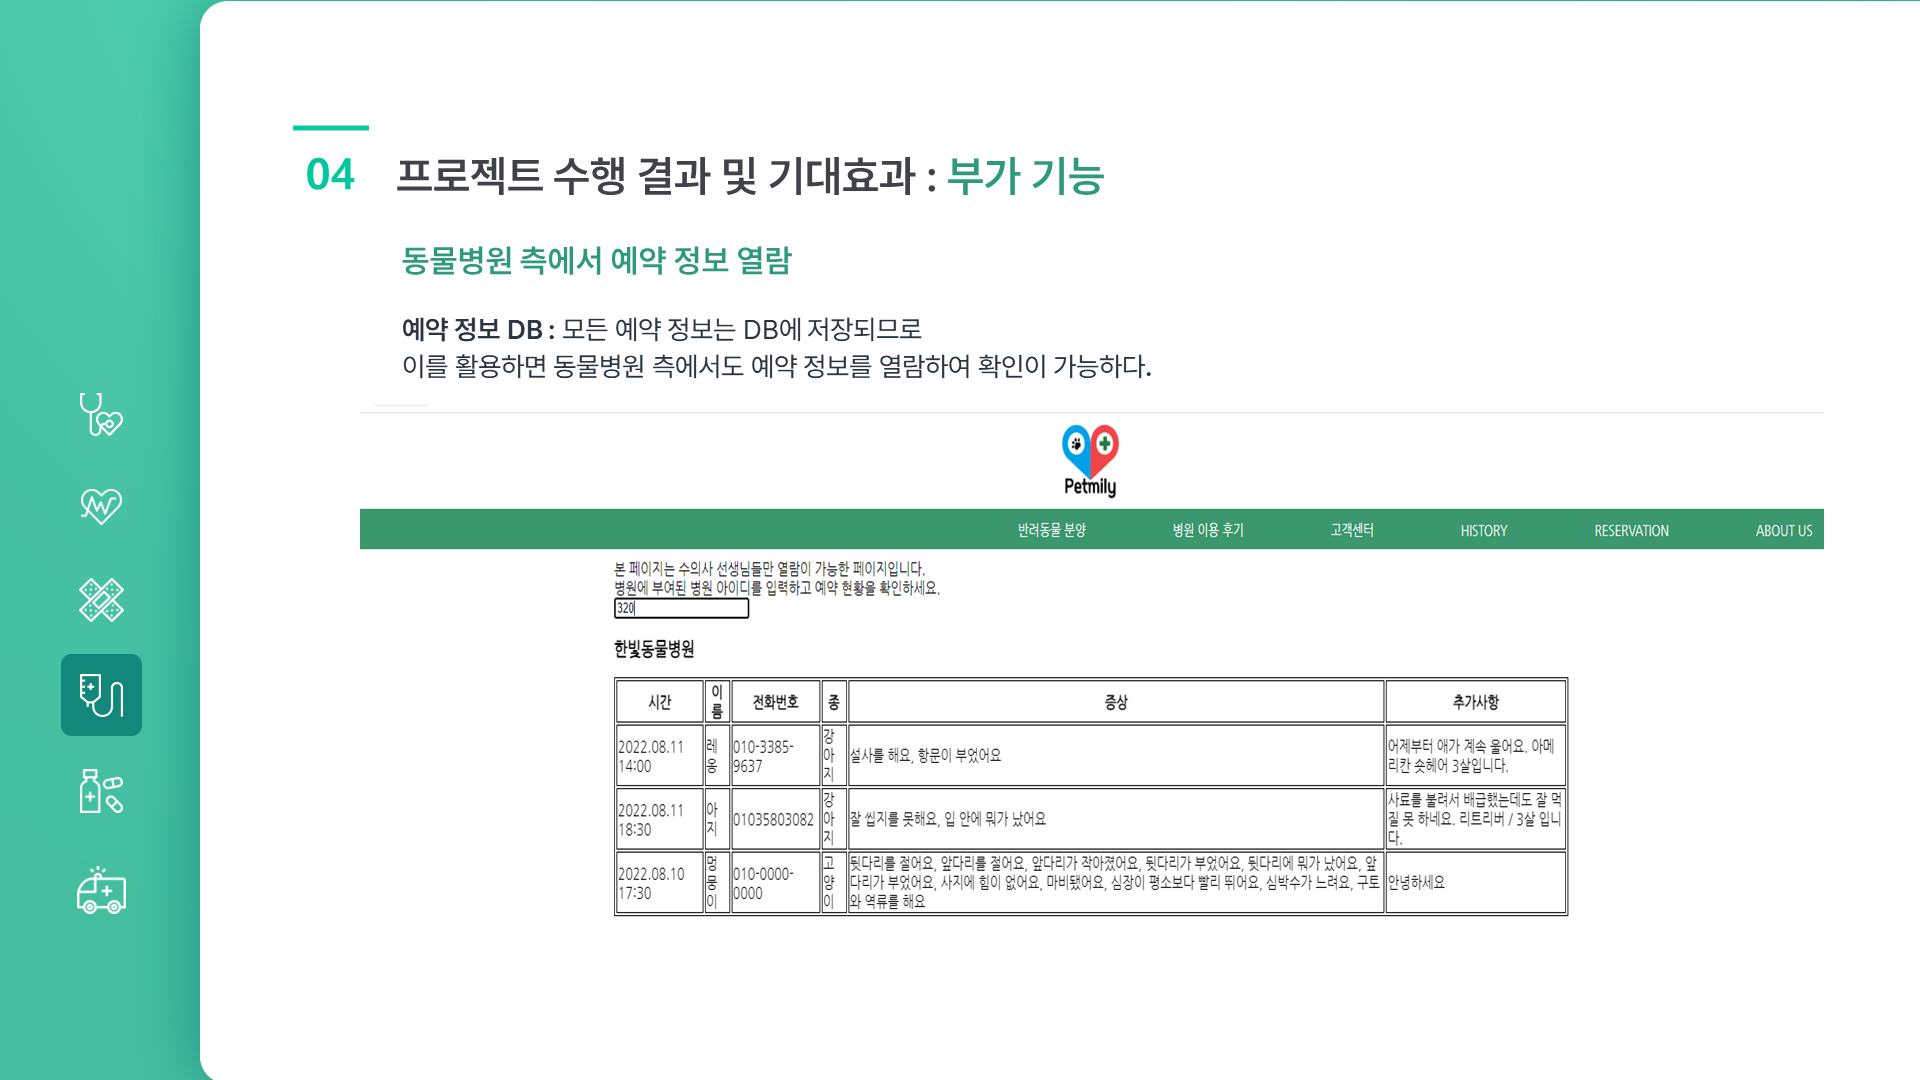 04 프로젝트 수행 결과 및 기대효과 : 부가 기능
동물병원 측에서 예약 정보 열람
예약 정보 DB : 모든 예약 정보는 DB에 저장되므로
이를 활용하면 동물병원 측에서도 예약 정보를 열람하여 확인이 가능하다.
Petmily
반려동물 분양 병원 이용 후기 고객센터 HISTORY RESERVATION ABOUT US
본 페이지는 수의사 선생님들만 열람이 가능한 페이지입니다.
병원에 부여된 병원 아이디를 입력하고 예약 현황을 확인하세요.
320
한빛동물병원
시간 이름 전화번호 종 증상 추가사항
2022.08.11 14:00 레옹 010-3385-9637 강아지 설사를 해요, 항문이 부었어요 어제부터 애가 계속 울어요. 아메리칸 숏헤어 3살입니다.
2022.08.11 18:30 아지 01035803082 강아지 잘 씹지를 못해요, 입 안에 뭐가 났어요 사료를 불려서 배급했는데도 잘 먹질 못 하네요. 리트리버 / 3살 입니다.
2022.08.10 17:30 멍뭉이 010-0000-0000 고양이 뒷다리를 절어요, 앞다리를 절어요, 앞다리가 작아졌어요, 뒷다리가 부었어요, 뒷다리에 뭐가 났어요, 앞다리가 부었어요, 사지에 힘이 없어요, 마비됐어요, 심장이 평소보다 빨리 뛰어요, 심박수가 느려요, 구토와 역류를 해요 안녕하세요